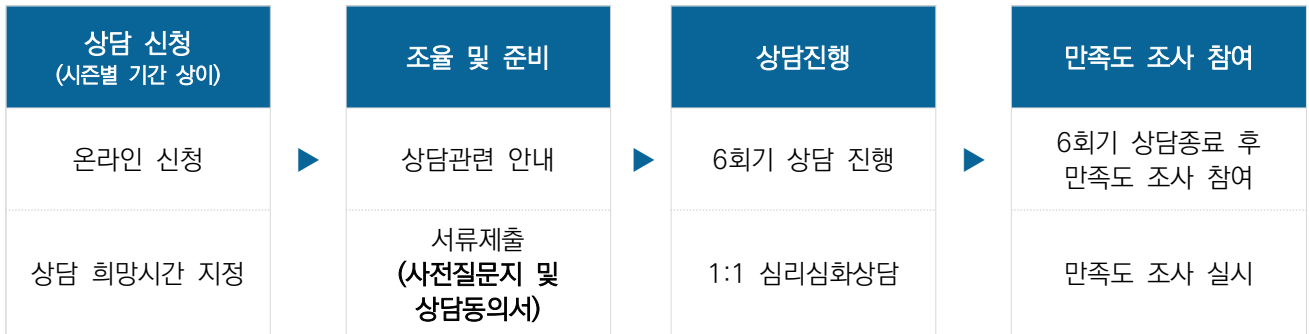 상담 신청
(시즌별 기간 상이)
온라인 신청
상담 희망시간 지정
조율 및 준비
상담관련 안내
서류제출
(사전질문지 및
상담동의서)
상담진행
6회기 상담 진행
1:1 심리심화상담
만족도 조사 참여
6회기 상담종료 후
만족도 조사 참여
만족도 조사 실시